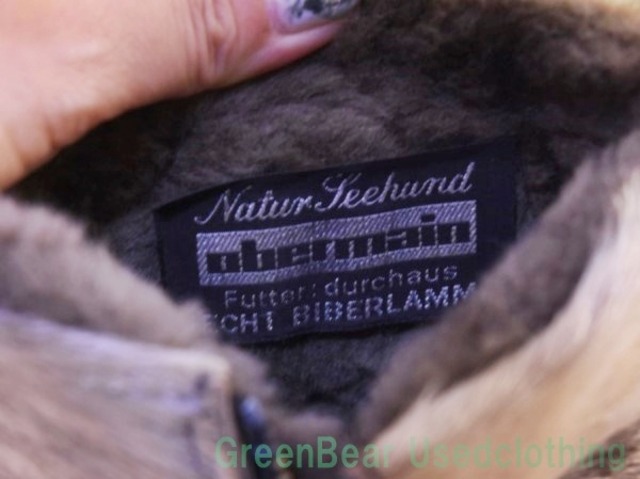 Natur Seehund
obermain
Futter: durchaus
ECHT BIBERLAMM
GreenBear Usedclothing